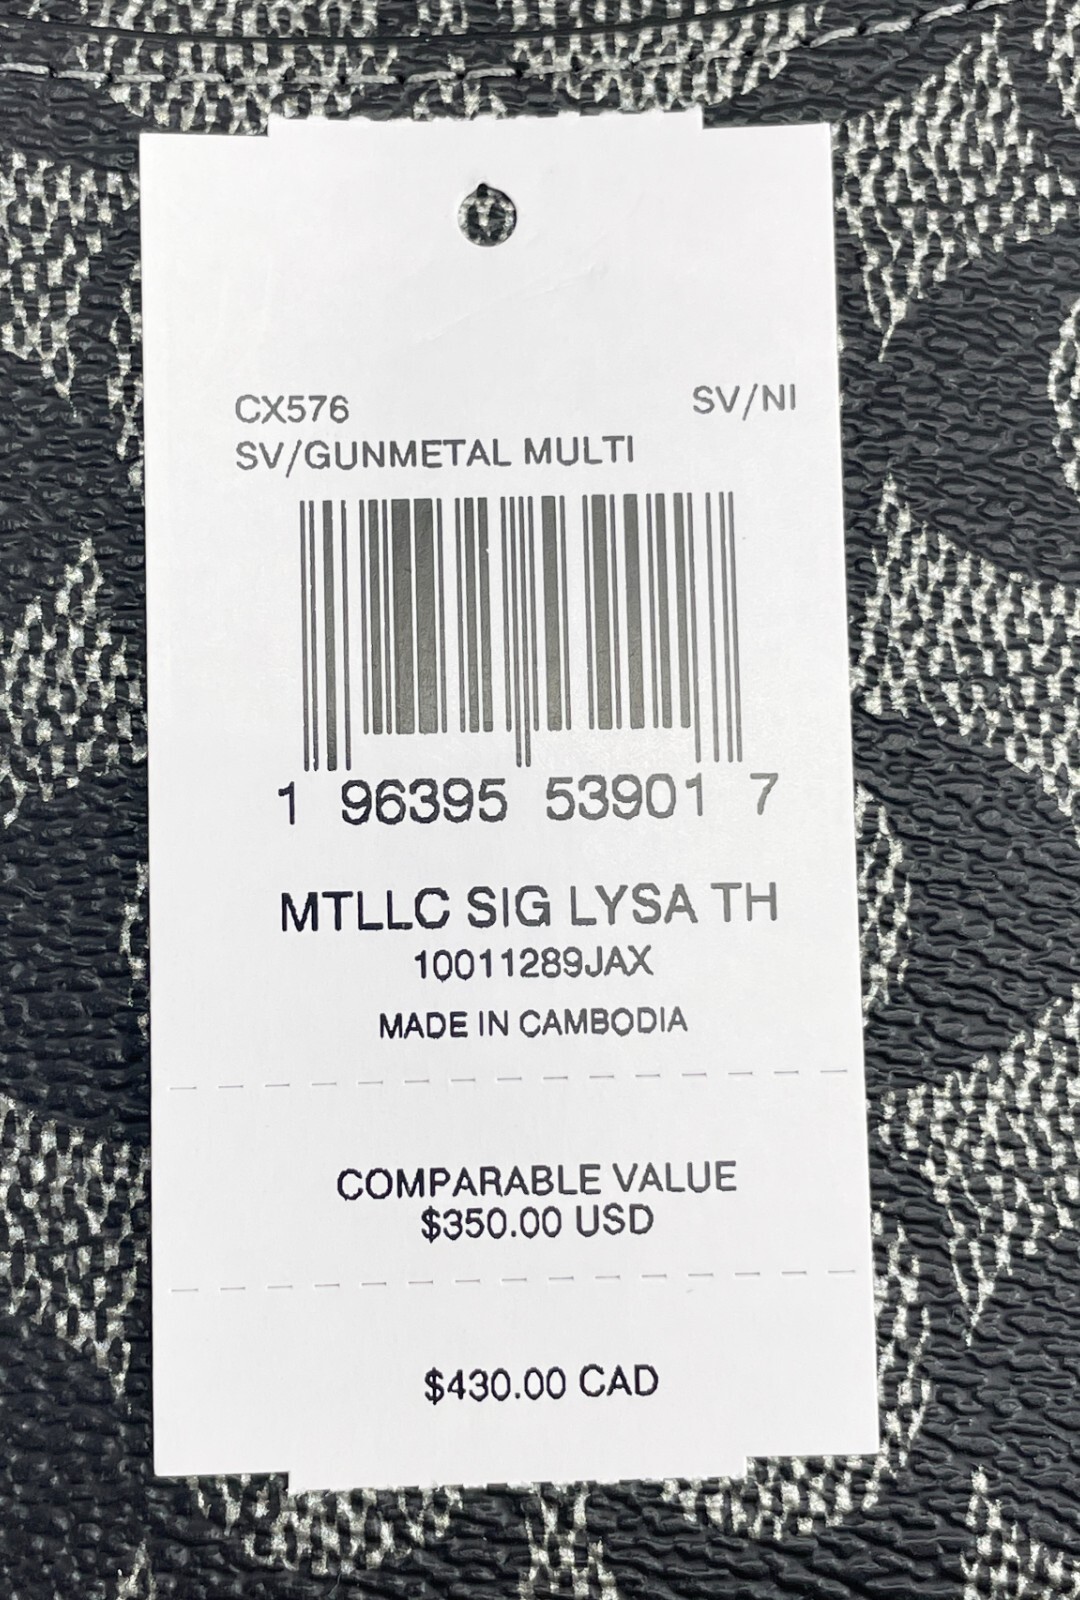 CX576 SV/NI
SV/GUNMETAL MULTI
1 96395 53901 7
MTLLC SIG LYSA TH
10011289JAX
MADE IN CAMBODIA
COMPARABLE VALUE
$350.00 USD
$430.00 CAD